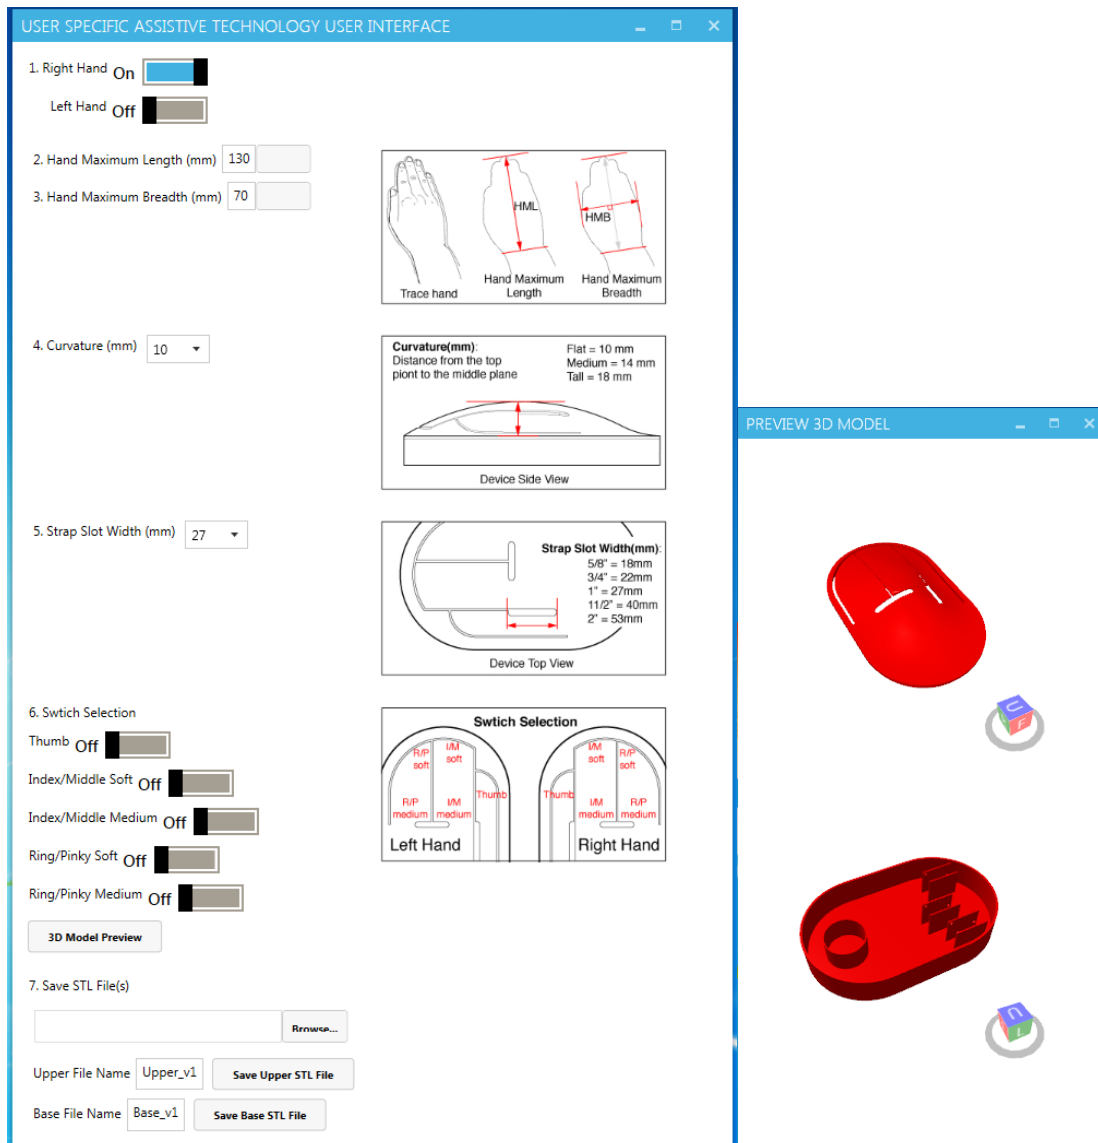 USER SPECIFIC ASSISTIVE TECHNOLOGY USER INTERFACE
1. Right Hand On
Left Hand Off
2. Hand Maximum Length (mm) 130
3. Hand Maximum Breadth (mm) 70
HML
HMB
Trace hand
Hand Maximum
Length
Hand Maximum
Breadth
4. Curvature (mm) 10
Curvature(mm):
Distance from the top
piont to the middle plane
Flat = 10 mm
Medium = 14 mm
Tall = 18 mm
Device Side View
5. Strap Slot Width (mm) 27
Strap Slot Width(mm):
5/8" = 18mm
3/4" = 22mm
1" = 27mm
11/2" = 40mm
2" = 53mm
Device Top View
6. Swtich Selection
Thumb Off
Index/Middle Soft Off
Index/Middle Medium Off
Ring/Pinky Soft Off
Ring/Pinky Medium Off
Swtich Selection
R/P
soft
I/M
soft
R/P
medium
I/M
medium
Thumb
Left Hand
I/M
soft
R/P
soft
Thumb
I/M
medium
R/P
medium
Right Hand
3D Model Preview
7. Save STL File(s)
Browse...
Upper File Name Upper_v1 Save Upper STL File
Base File Name Base_v1 Save Base STL File
PREVIEW 3D MODEL
U
F
U
L